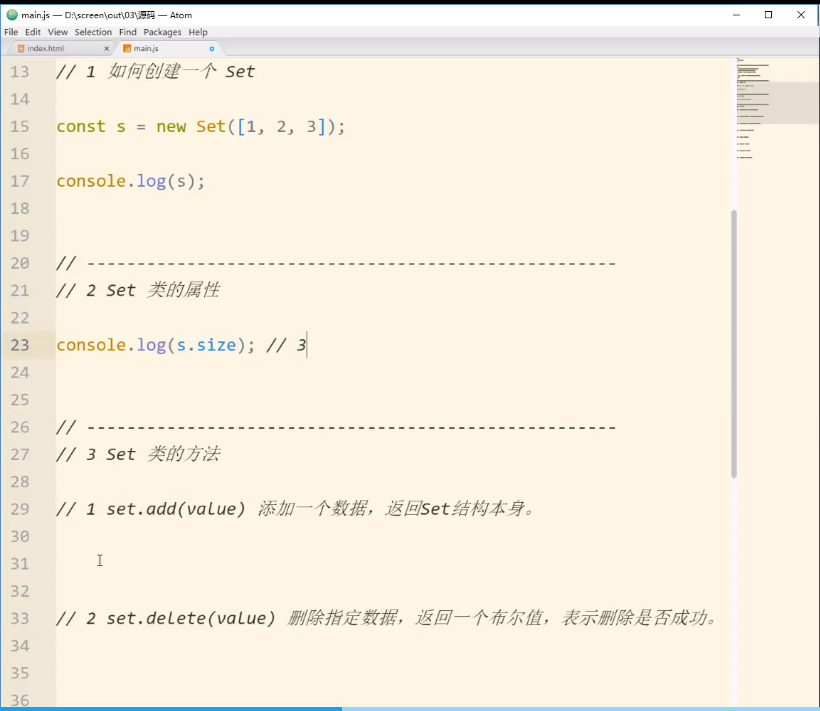 main.js — D:\screen\out\03\源码 — Atom
File Edit View Selection Find Packages Help
index.html
main.js
13 // 1 如何创建一个 Set
14
15 const s = new Set([1, 2, 3]);
16
17 console.log(s);
18
19
20 // -----------------------------------------------------
21 // 2 Set 类的属性
22
23 console.log(s.size); // 3
24
25
26 // -----------------------------------------------------
27 // 3 Set 类的方法
28
29 // 1 set.add(value) 添加一个数据，返回Set结构本身。
30
31
32
33 // 2 set.delete(value) 删除指定数据，返回一个布尔值，表示删除是否成功。
34
35
36